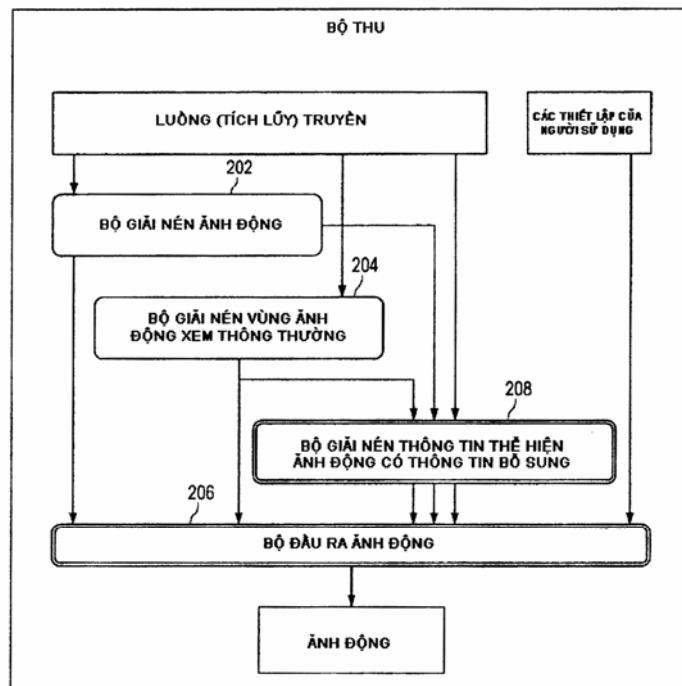 BỘ THU
LUỒNG (TÍCH LŨY) TRUYỀN
CÁC THIẾT LẬP CỦA
NGƯỜI SỬ DỤNG
202
BỘ GIẢI NÉN ẢNH ĐỘNG
204
BỘ GIẢI NÉN VÙNG ẢNH
ĐỘNG XEM THÔNG THƯỜNG
208
BỘ GIẢI NÉN THÔNG TIN THỂ HIỆN
ẢNH ĐỘNG CÓ THÔNG TIN BỔ SUNG
206
BỘ ĐẦU RA ẢNH ĐỘNG
ẢNH ĐỘNG